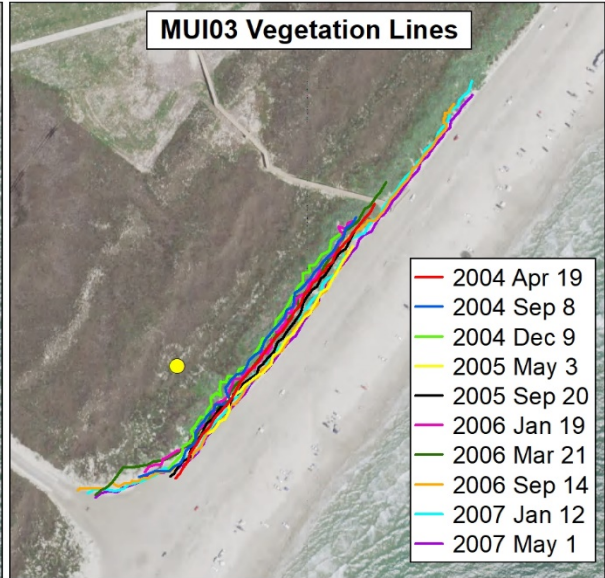 MUI03 Vegetation Lines
2004 Apr 19
2004 Sep 8
2004 Dec 9
2005 May 3
2005 Sep 20
2006 Jan 19
2006 Mar 21
2006 Sep 14
2007 Jan 12
2007 May 1